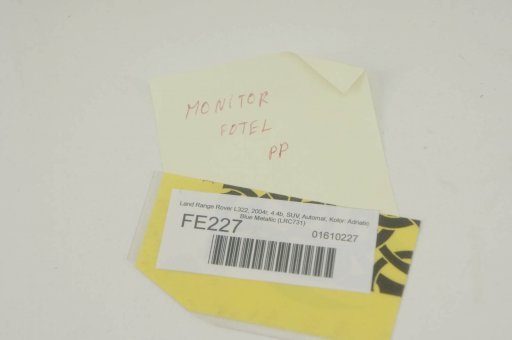 MONITOR
FOTEL
PP
Land Range Rover L322, 2004r, 4.4b, SUV, Automat, Kolor: Adriatic
Blue Metallic (LRC731)
FE227
01610227